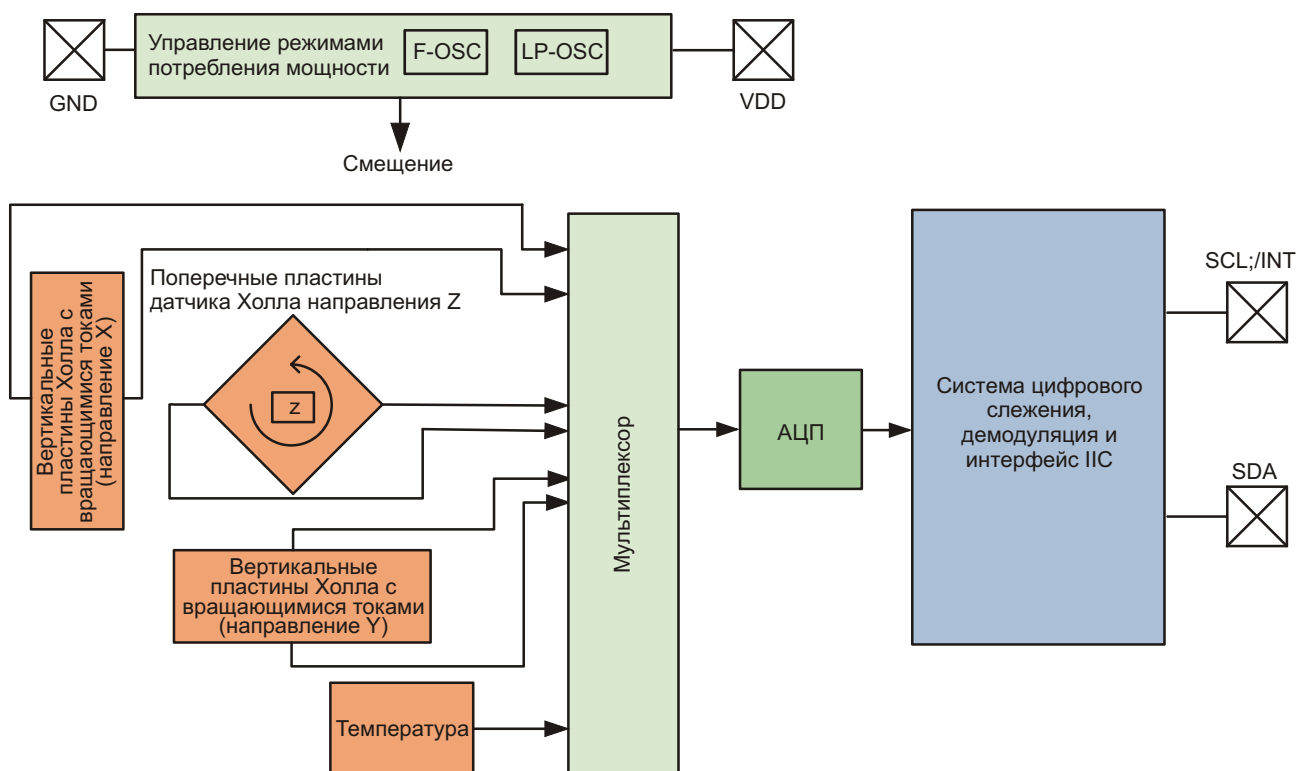 Управление режимами
потребления мощности
F-OSC
LP-OSC
GND
VDD
Смещение
Поперечные пластины
датчика Холла направления Z
Вертикальные
пластины Холла с
вращающимися токами
(направление X)
z
Вертикальные
пластины Холла с
вращающимися токами
(направление Y)
Температура
Мультиплексор
АЦП
Система цифрового
слежения,
демодуляция и
интерфейс IIC
SCL;/INT
SDA